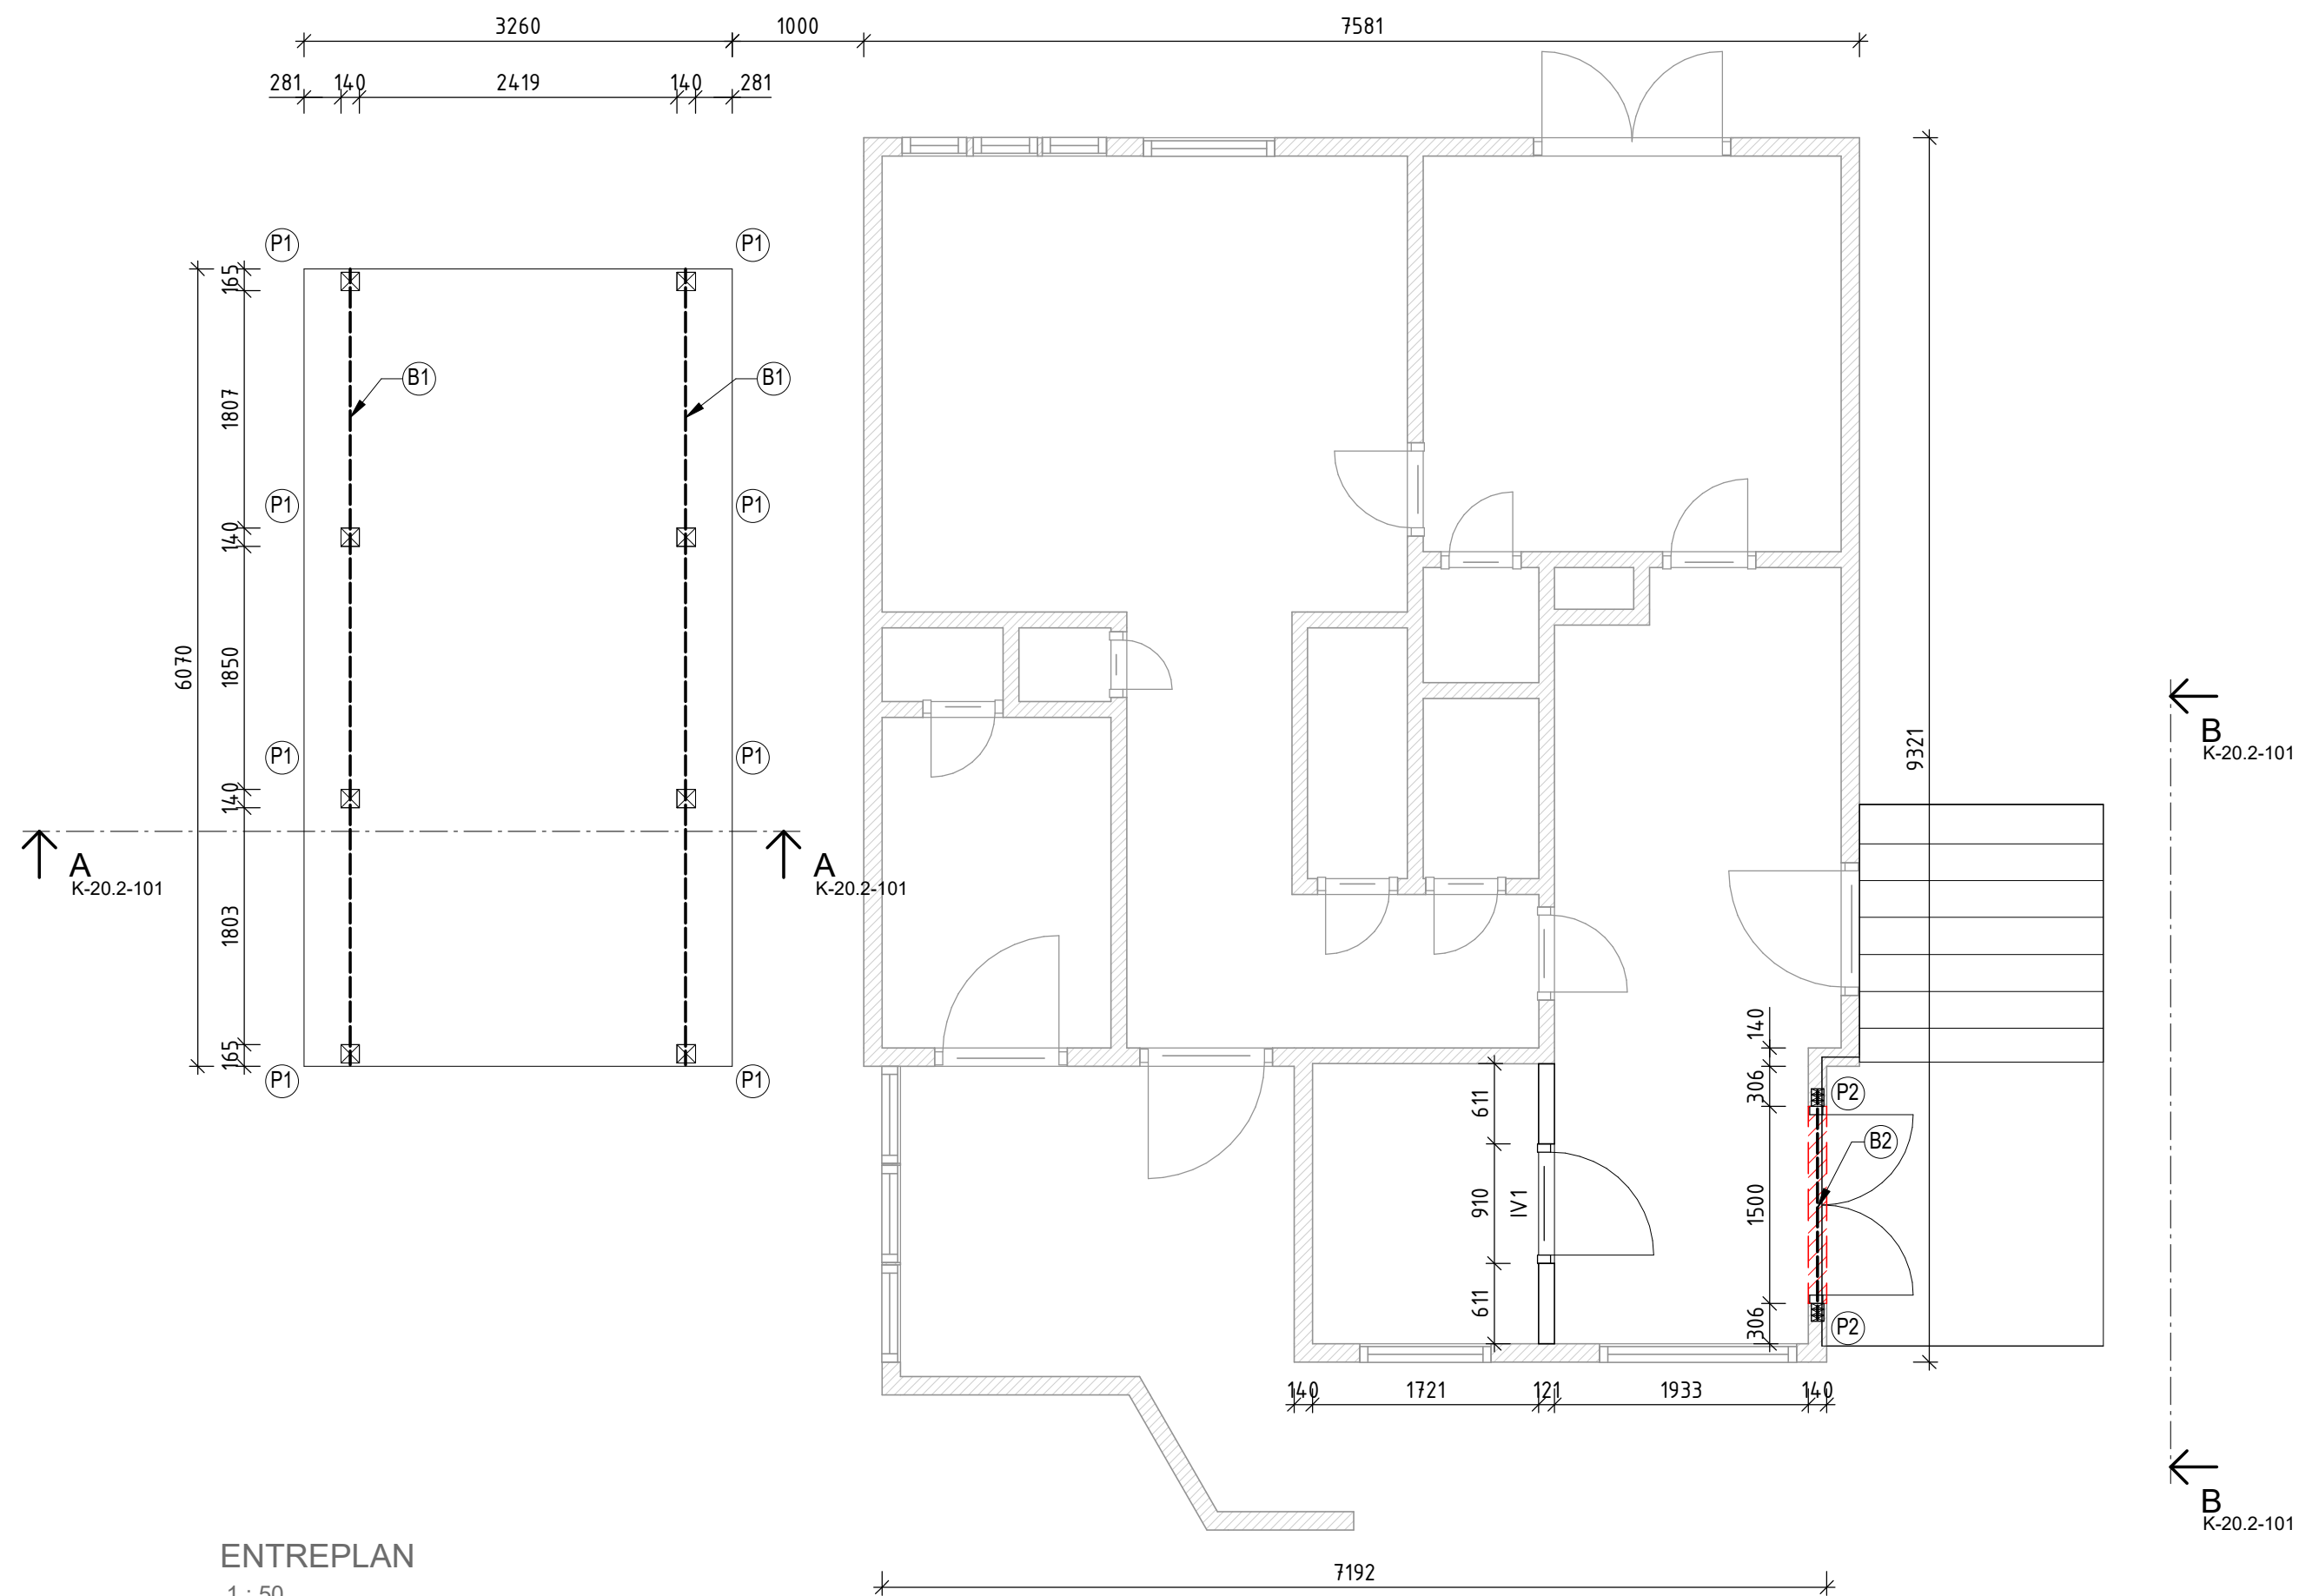 3260 1000 7581
281 140 2419 140 281
P1 P1
165
B1 B1
1807
P1 P1
140
6070 1850
B
K-20.2-101
9321
P1 P1
140
A A
K-20.2-101 K-20.2-101
1803
140
165
P1 P1
611 306 P2
B2
910 IV1 1500
611 306 P2
140 1721 121 1933 140
B
K-20.2-101
ENTREPLAN
7192
1 : 50